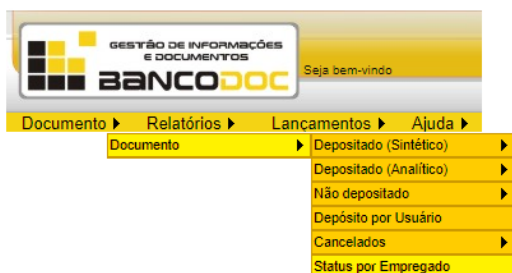 GESTÃO DE INFORMAÇÕES
E DOCUMENTOS
BANCODOC
Seja bem-vindo
Documento Relatórios Lançamentos Ajuda
Documento
Depositado (Sintético)
Depositado (Analítico)
Não depositado
Depósito por Usuário
Cancelados
Status por Empregado